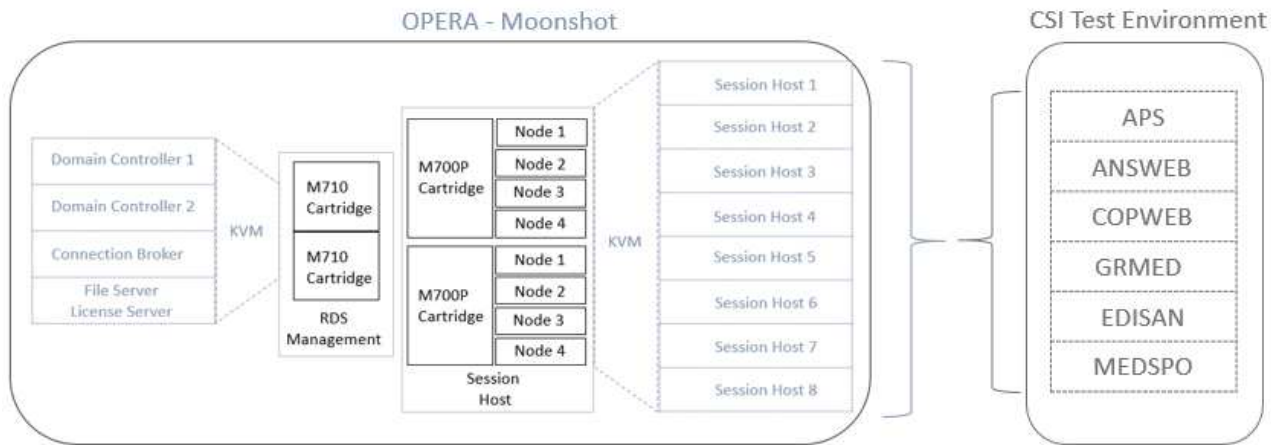 OPERA - Moonshot
CSI Test Environment
Domain Controller 1
Domain Controller 2
Connection Broker
File Server
License Server
KVM
M710
Cartridge
M710
Cartridge
RDS
Management
M700P
Cartridge
Node 1
Node 2
Node 3
Node 4
M700P
Cartridge
Node 1
Node 2
Node 3
Node 4
Session
Host
KVM
Session Host 1
Session Host 2
Session Host 3
Session Host 4
Session Host 5
Session Host 6
Session Host 7
Session Host 8
APS
ANSWEB
COPWEB
GRMED
EDISAN
MEDSPO